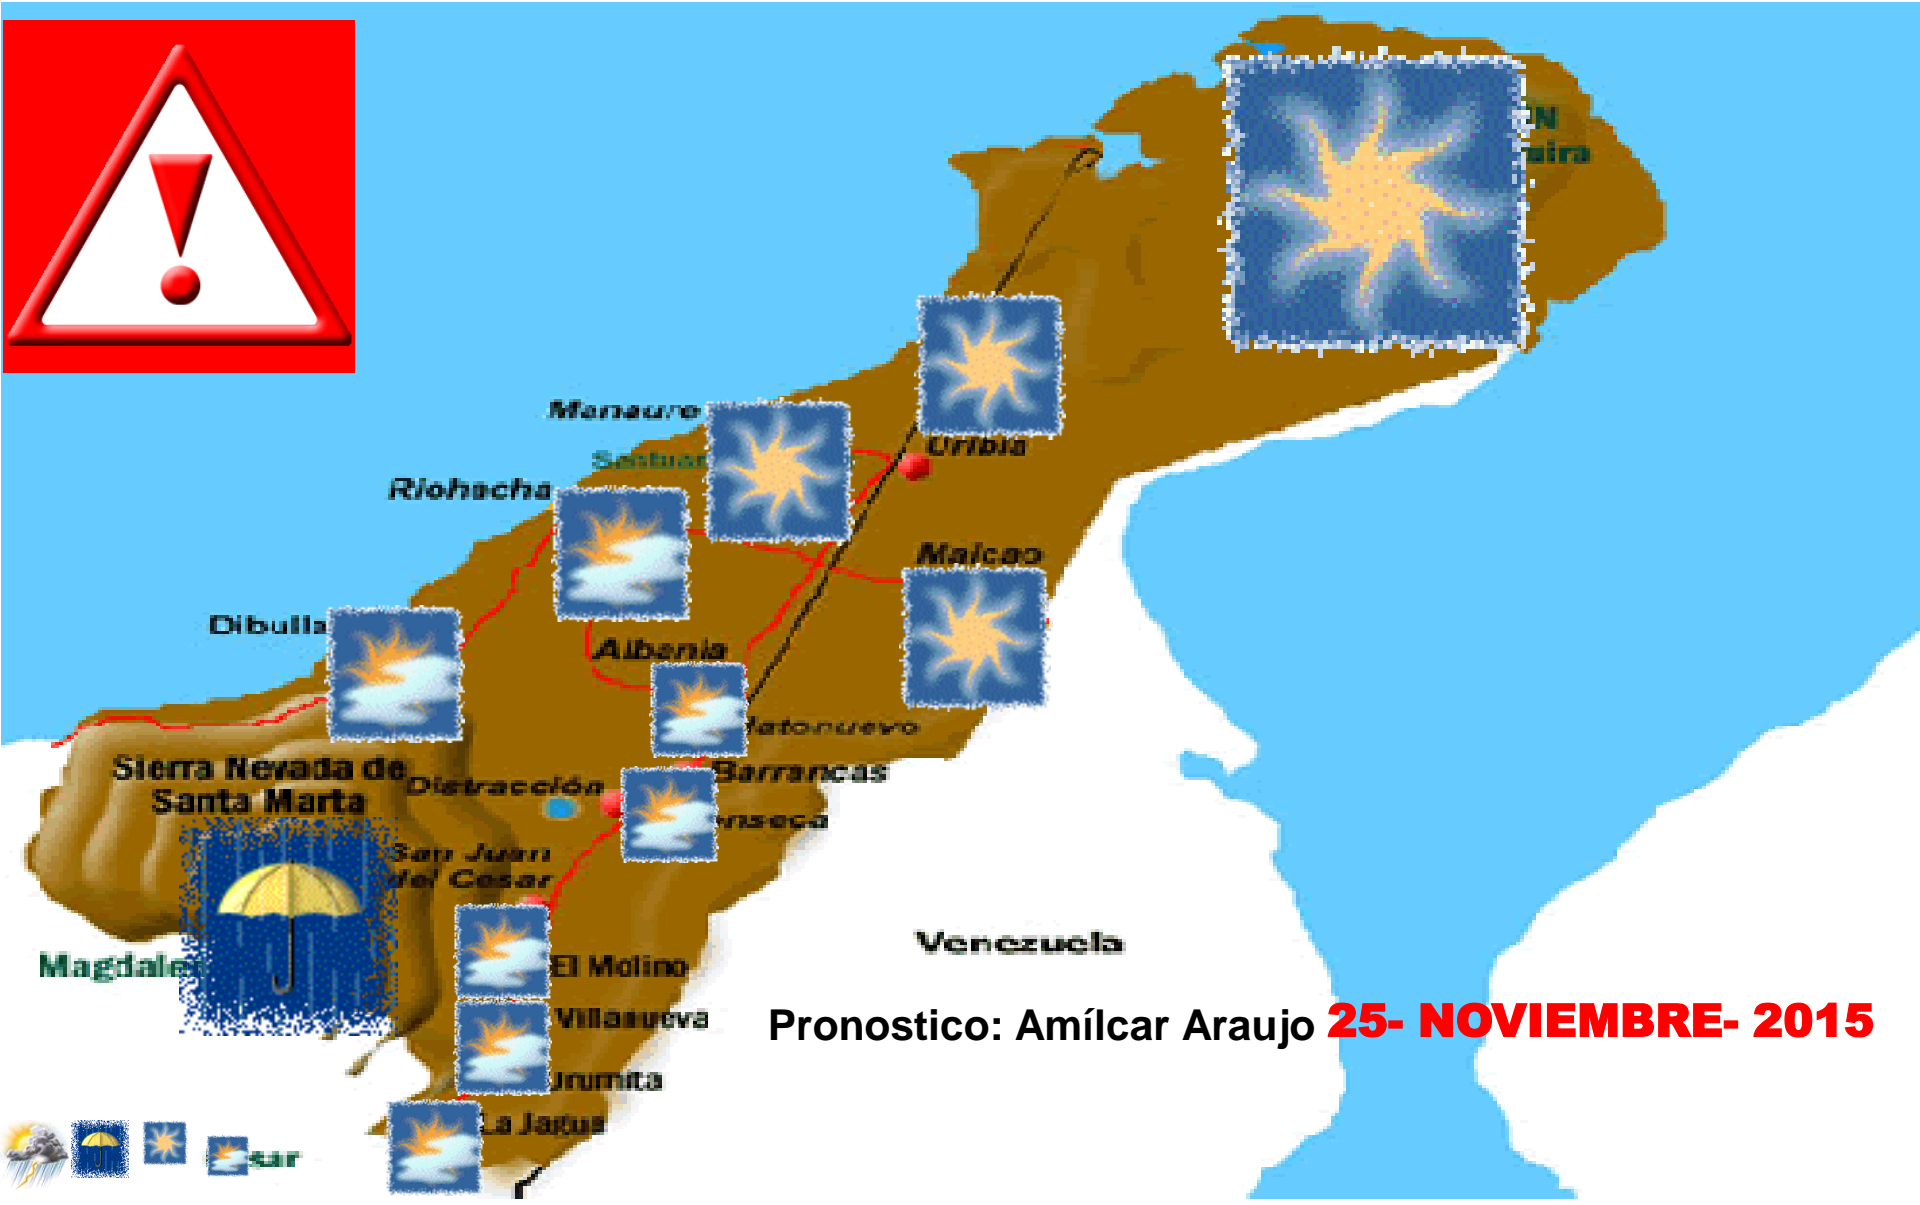 Manaure
Uribia
Riohacha
Maicao
Dibulla
Albania
Barrancas
Sierra Nevada de
Santa Marta
Distracción
San Juan
del Cesar
Venezuela
El Molino
Villanueva
Pronostico: Amílcar Araujo 25- NOVIEMBRE- 2015
La Jagua